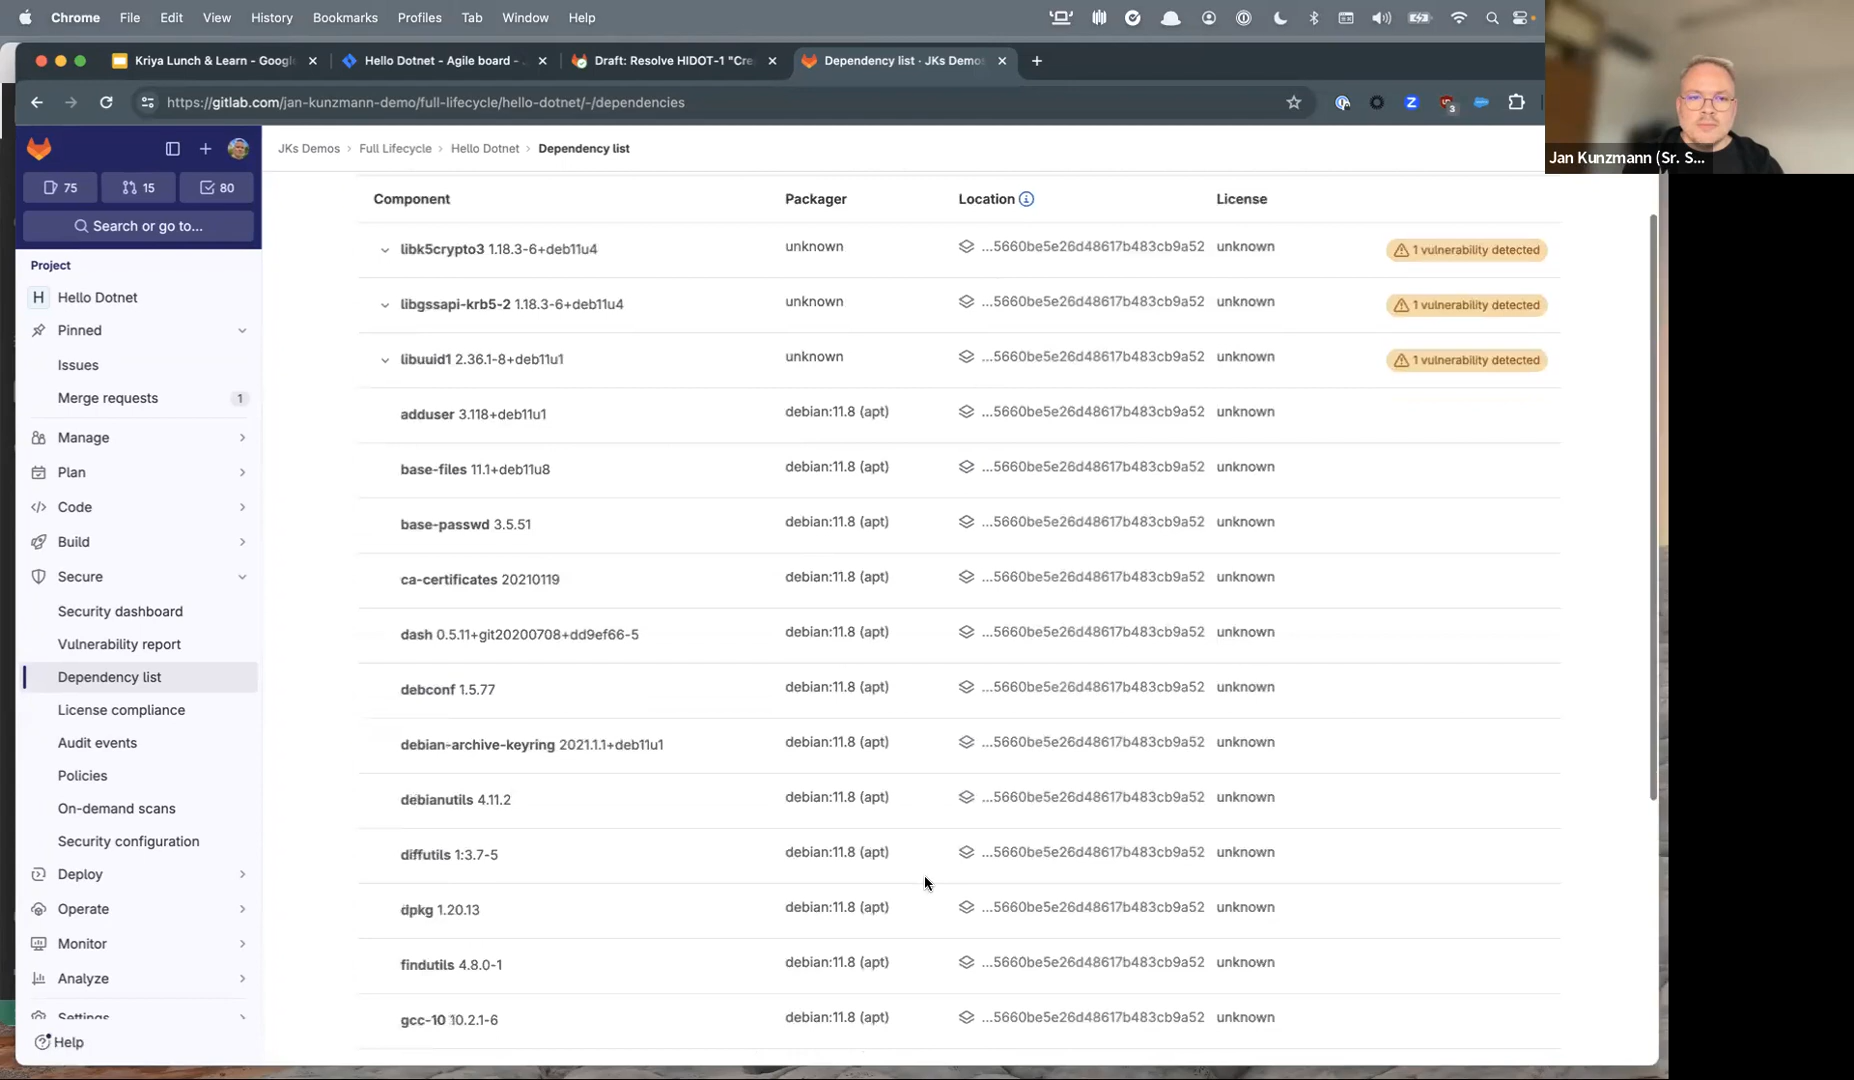 Chrome File Edit View History Bookmarks Profiles Tab Window Help
Kriya Lunch & Learn - Google
Hello Dotnet - Agile board -
Draft: Resolve HIDOT-1 "Cre
Dependency list · JKs Demos
https://gitlab.com/jan-kunzmann-demo/full-lifecycle/hello-dotnet/-/dependencies
3
Jan Kunzmann (Sr. S...
75 15 80
Search or go to...
Project
H Hello Dotnet
Pinned
Issues
Merge requests 1
Manage
Plan
Code
Build
Secure
Security dashboard
Vulnerability report
Dependency list
License compliance
Audit events
Policies
On-demand scans
Security configuration
Deploy
Operate
Monitor
Analyze
Settings
Help
JKs Demos › Full Lifecycle › Hello Dotnet › Dependency list
Component Packager Location License
libk5crypto3 1.18.3-6+deb11u4 unknown ...5660be5e26d48617b483cb9a52 unknown 1 vulnerability detected
libgssapi-krb5-2 1.18.3-6+deb11u4 unknown ...5660be5e26d48617b483cb9a52 unknown 1 vulnerability detected
libuuid1 2.36.1-8+deb11u1 unknown ...5660be5e26d48617b483cb9a52 unknown 1 vulnerability detected
adduser 3.118+deb11u1 debian:11.8 (apt) ...5660be5e26d48617b483cb9a52 unknown
base-files 11.1+deb11u8 debian:11.8 (apt) ...5660be5e26d48617b483cb9a52 unknown
base-passwd 3.5.51 debian:11.8 (apt) ...5660be5e26d48617b483cb9a52 unknown
ca-certificates 20210119 debian:11.8 (apt) ...5660be5e26d48617b483cb9a52 unknown
dash 0.5.11+git20200708+dd9ef66-5 debian:11.8 (apt) ...5660be5e26d48617b483cb9a52 unknown
debconf 1.5.77 debian:11.8 (apt) ...5660be5e26d48617b483cb9a52 unknown
debian-archive-keyring 2021.1.1+deb11u1 debian:11.8 (apt) ...5660be5e26d48617b483cb9a52 unknown
debianutils 4.11.2 debian:11.8 (apt) ...5660be5e26d48617b483cb9a52 unknown
diffutils 1:3.7-5 debian:11.8 (apt) ...5660be5e26d48617b483cb9a52 unknown
dpkg 1.20.13 debian:11.8 (apt) ...5660be5e26d48617b483cb9a52 unknown
findutils 4.8.0-1 debian:11.8 (apt) ...5660be5e26d48617b483cb9a52 unknown
gcc-10 10.2.1-6 debian:11.8 (apt) ...5660be5e26d48617b483cb9a52 unknown